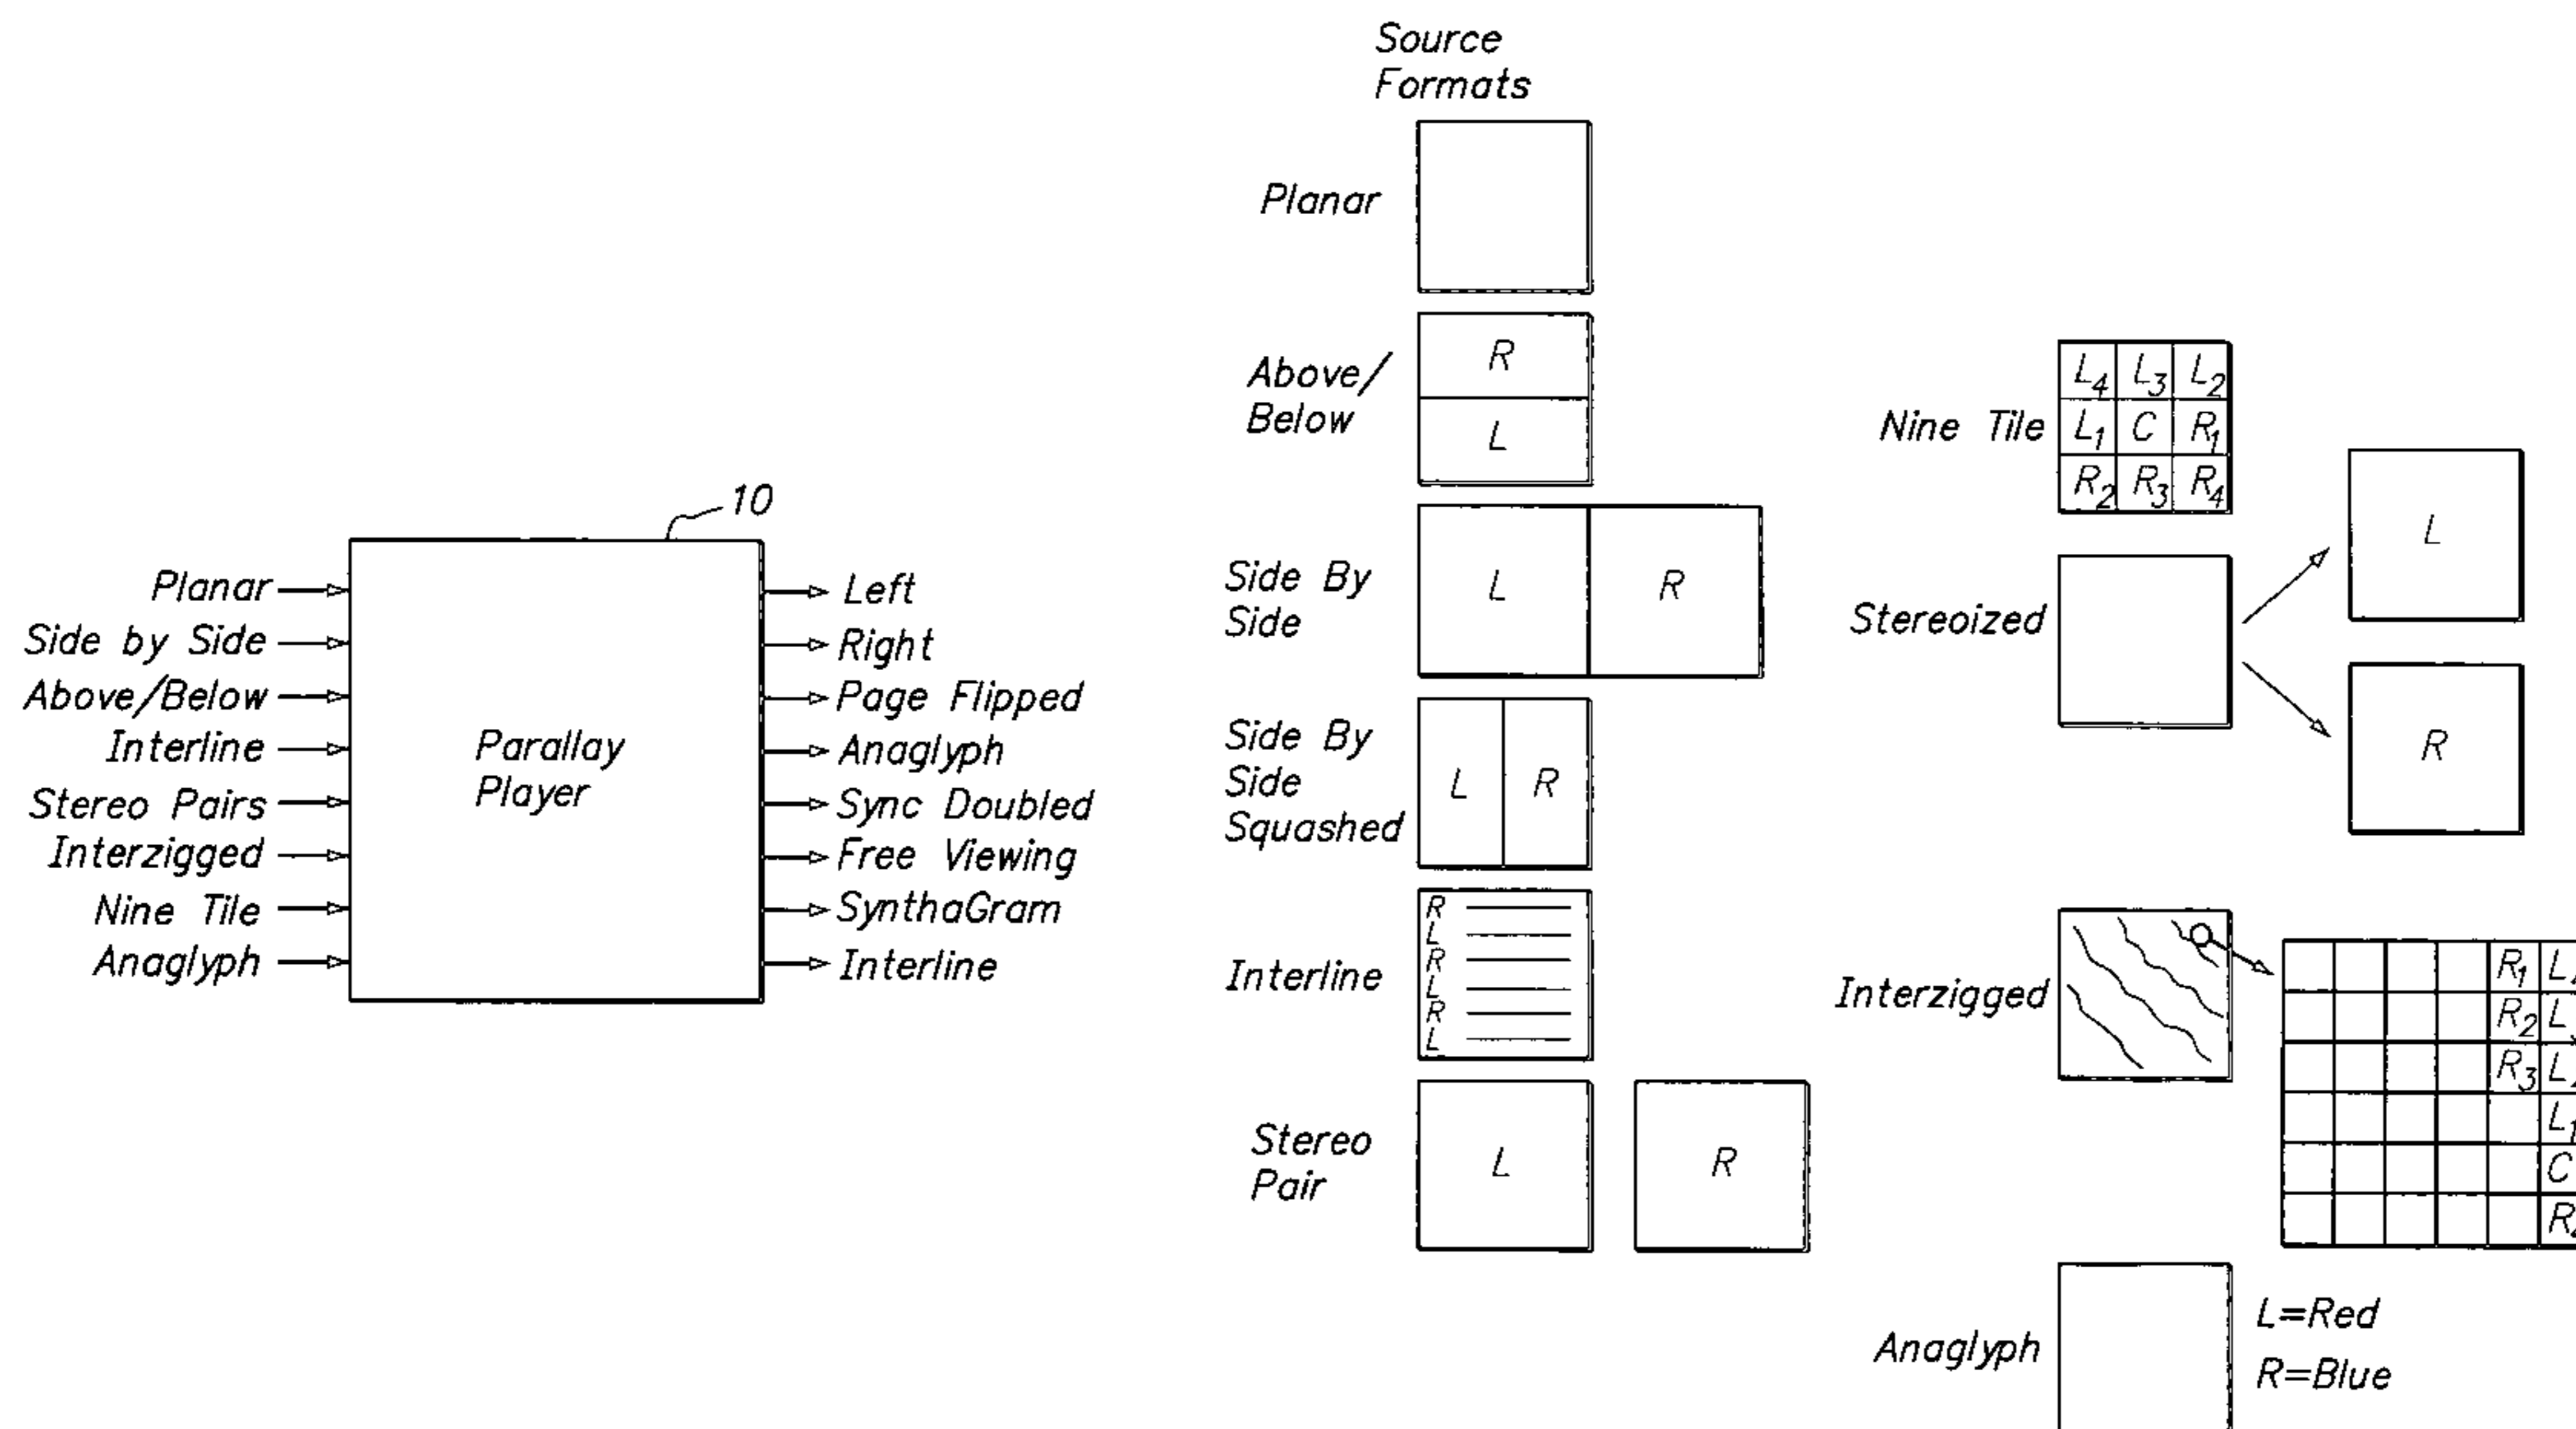 10
Planar
Side by Side
Above/Below
Interline
Stereo Pairs
Interzigged
Nine Tile
Anaglyph
Parallay
Player
Left
Right
Page Flipped
Anaglyph
Sync Doubled
Free Viewing
SynthaGram
Interline
Source
Formats
Planar
Above/
Below
R
L
Side By
Side
L R
Side By
Side
Squashed
L R
Interline
R
L
R
L
R
L
Stereo
Pair
L R
Nine Tile
L4 L3 L2
L1 C R1
R2 R3 R4
Stereoized
L
R
Interzigged
R1 L
R2 L
R3 L
L1
C
R
Anaglyph
L=Red
R=Blue